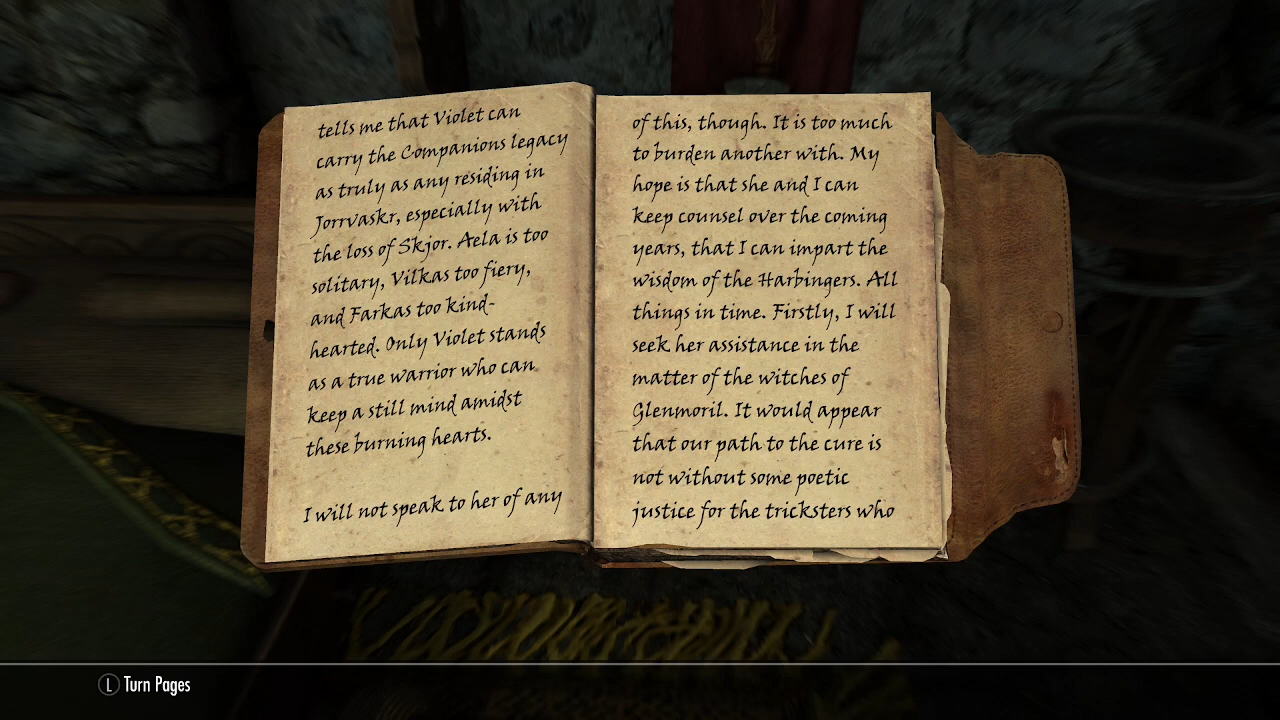 tells me that Violet can
carry the Companions legacy
as truly as any residing in
Jorrvaskr, especially with
the loss of Skjor. Aela is too
solitary, Vilkas too fiery,
and Farkas too kind-
hearted. Only Violet stands
as a true warrior who can
keep a still mind amidst
these burning hearts.
I will not speak to her of any
of this, though. It is too much
to burden another with. My
hope is that she and I can
keep counsel over the coming
years, that I can impart the
wisdom of the Harbingers. All
things in time. Firstly, I will
seek her assistance in the
matter of the witches of
Glenmoril. It would appear
that our path to the cure is
not without some poetic
justice for the tricksters who
L Turn Pages